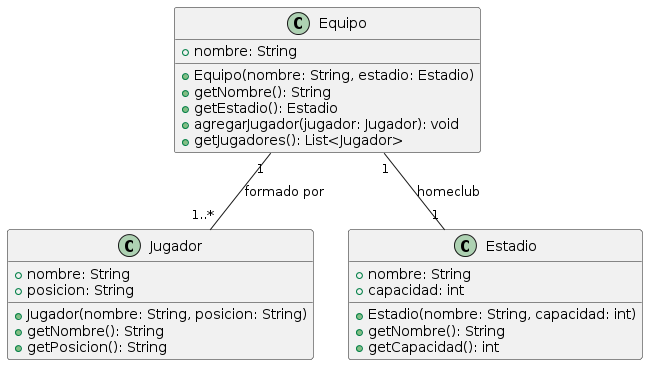 C Equipo
nombre: String
Equipo(nombre: String, estadio: Estadio)
getNombre(): String
getEstadio(): Estadio
agregarJugador(jugador: Jugador): void
getJugadores(): List<Jugador>
1
1
formado por
homeclub
1..*
1
C Jugador
nombre: String
posicion: String
Jugador(nombre: String, posicion: String)
getNombre(): String
getPosicion(): String
C Estadio
nombre: String
capacidad: int
Estadio(nombre: String, capacidad: int)
getNombre(): String
getCapacidad(): int